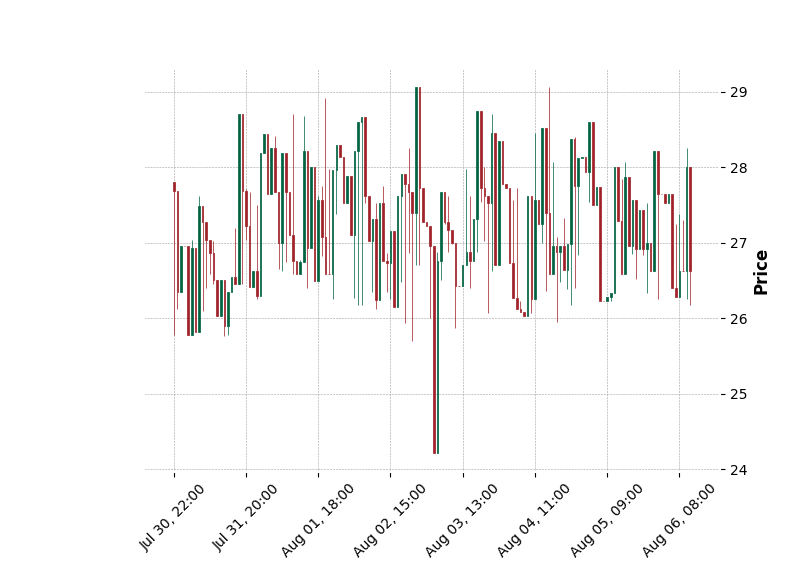 29
28
27
26
25
24
Price
Jul 30, 22:00
Jul 31, 20:00
Aug 01, 18:00
Aug 02, 15:00
Aug 03, 13:00
Aug 04, 11:00
Aug 05, 09:00
Aug 06, 08:00